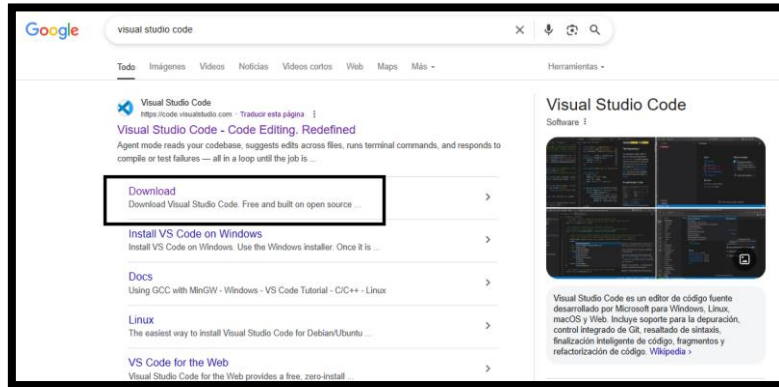 Google
visual studio code
Todo Imágenes Videos Noticias Videos cortos Web Maps Más
Herramientas
Visual Studio Code
https://code.visualstudio.com · Traducir esta página
Visual Studio Code - Code Editing. Redefined
Agent mode reads your codebase, suggests edits across files, runs terminal commands, and responds to
compile or test failures — all in a loop until the job is ...
Download
Download Visual Studio Code. Free and built on open source ...
Install VS Code on Windows
Install VS Code on Windows. Use the Windows installer. Once it is ...
Docs
Using GCC with MinGW - Windows - VS Code Tutorial - C/C++ - Linux
Linux
The easiest way to install Visual Studio Code for Debian/Ubuntu ...
VS Code for the Web
Visual Studio Code for the Web provides a free, zero-install ...
Visual Studio Code
Software
Visual Studio Code es un editor de código fuente
desarrollado por Microsoft para Windows, Linux,
macOS y Web. Incluye soporte para la depuración,
control integrado de Git, resaltado de sintaxis,
finalización inteligente de código, fragmentos y
refactorización de código. Wikipedia ›